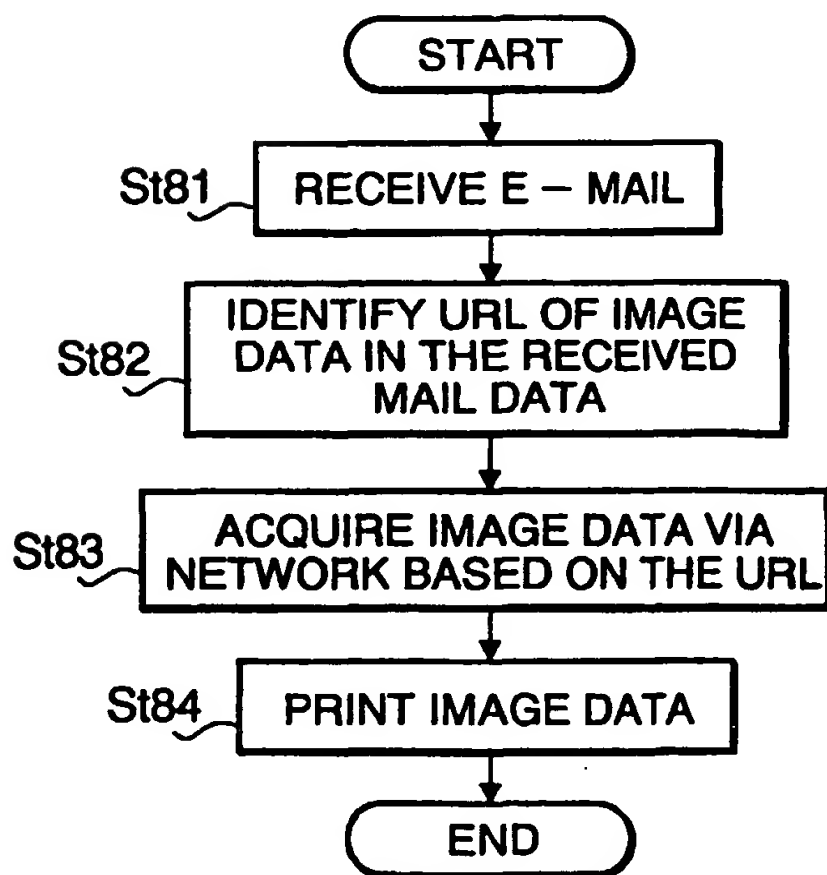 START
St81
RECEIVE E – MAIL
St82
IDENTIFY URL OF IMAGE
DATA IN THE RECEIVED
MAIL DATA
St83
ACQUIRE IMAGE DATA VIA
NETWORK BASED ON THE URL
St84
PRINT IMAGE DATA
END